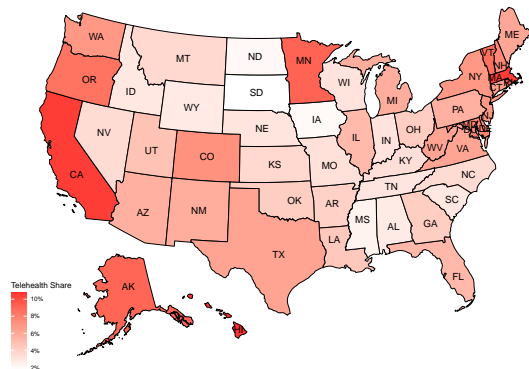 WA
OR
CA
NV
ID
MT
WY
UT
AZ
CO
NM
ND
SD
NE
KS
OK
TX
MN
IA
MO
AR
LA
WI
IL
MI
IN
OH
KY
TN
MS
AL
GA
FL
SC
NC
VA
WV
PA
NY
VT
NH
ME
MA
CT
AK
HI
Telehealth Share
10%
8%
6%
4%
2%